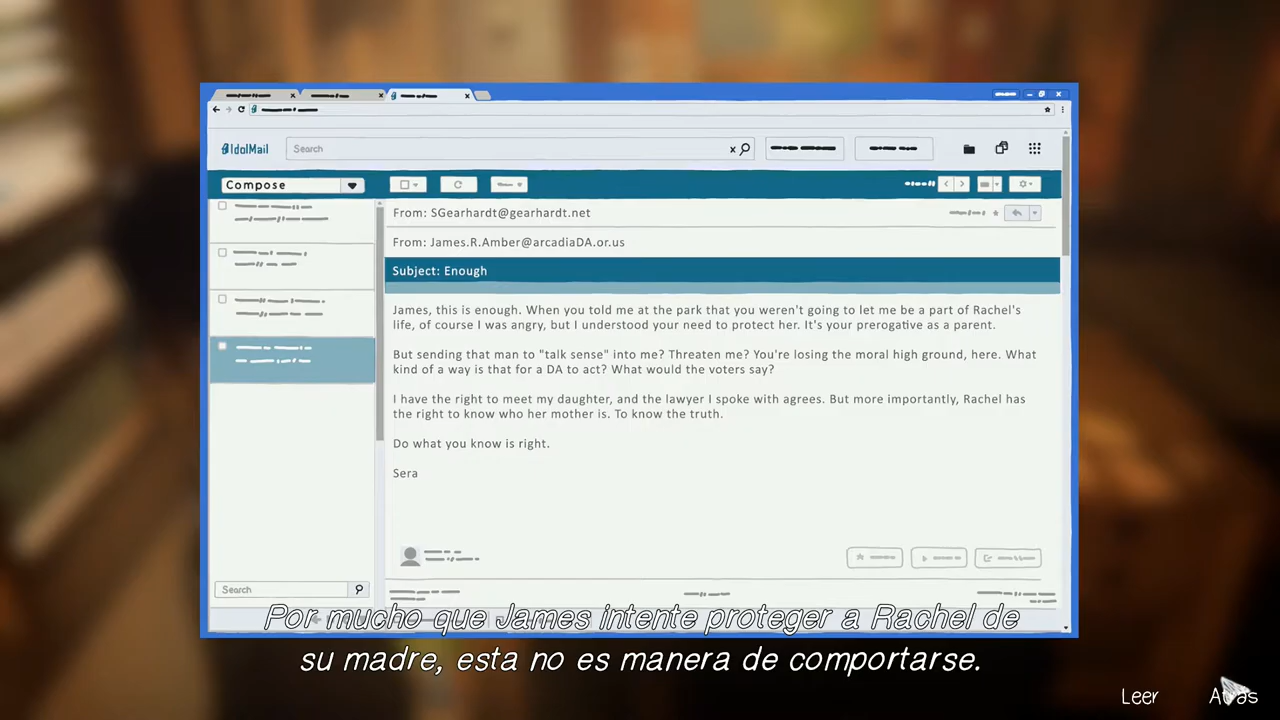 IdolMail
Search
x
Compose
From: SGearhardt@gearhardt.net
From: James.R.Amber@arcadiaDA.or.us
Subject: Enough
James, this is enough. When you told me at the park that you weren't going to let me be a part of Rachel's
life, of course I was angry, but I understood your need to protect her. It's your prerogative as a parent.
But sending that man to "talk sense" into me? Threaten me? You're losing the moral high ground, here. What
kind of a way is that for a DA to act? What would the voters say?
I have the right to meet my daughter, and the lawyer I spoke with agrees. But more importantly, Rachel has
the right to know who her mother is. To know the truth.
Do what you know is right.
Sera
Search
Por mucho que James intente proteger a Rachel de
su madre, esta no es manera de comportarse.
Leer
Atrás